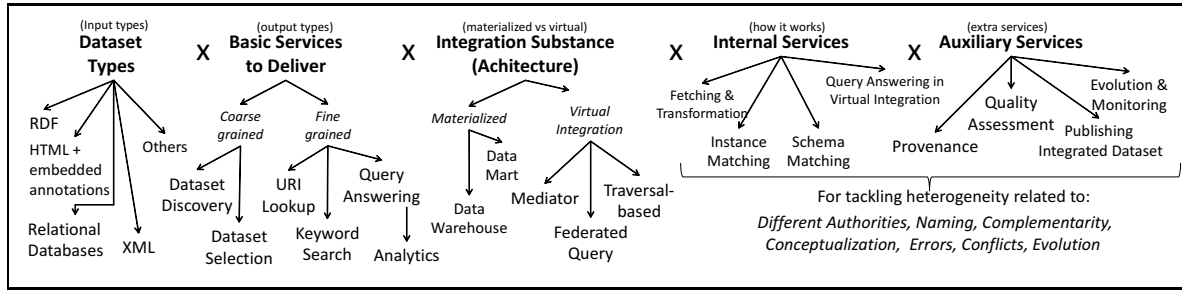 (Input types)
Dataset
Types
X
(output types)
Basic Services
to Deliver
X
(materialized vs virtual)
Integration Substance
(Achitecture)
X
(how it works)
Internal Services
X
(extra services)
Auxiliary Services
RDF
HTML +
embedded
annotations
Relational
Databases
XML
Others
Coarse
grained
Fine
grained
Dataset
Discovery
Dataset
Selection
URI
Lookup
Keyword
Search
Query
Answering
Analytics
Materialized
Virtual
Integration
Data
Mart
Data
Warehouse
Mediator
Federated
Query
Traversal-
based
Fetching &
Transformation
Instance
Matching
Schema
Matching
Query Answering in
Virtual Integration
Provenance
Quality
Assessment
Publishing
Integrated Dataset
Evolution &
Monitoring
For tackling heterogeneity related to:
Different Authorities, Naming, Complementarity,
Conceptualization, Errors, Conflicts, Evolution